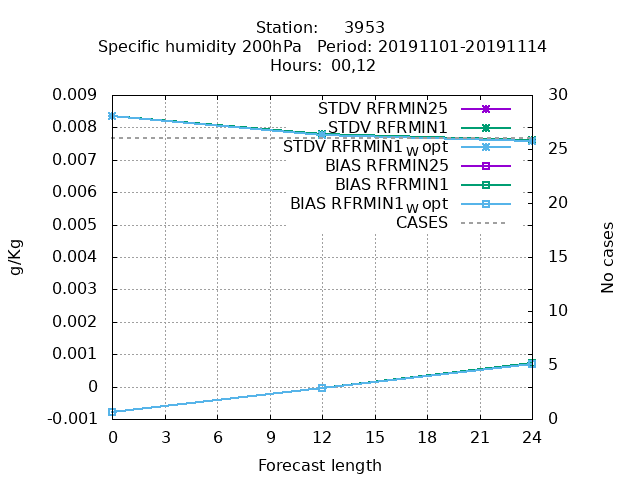 Station: 3953
Specific humidity 200hPa Period: 20191101-20191114
Hours: 00,12
0.009
0.008
0.007
0.006
0.005
0.004
0.003
0.002
0.001
0
-0.001
g/Kg
STDV RFRMIN25
STDV RFRMIN1
STDV RFRMIN1_W opt
BIAS RFRMIN25
BIAS RFRMIN1
BIAS RFRMIN1_W opt
CASES
30
25
20
15
10
5
0
No cases
0 3 6 9 12 15 18 21 24
Forecast length